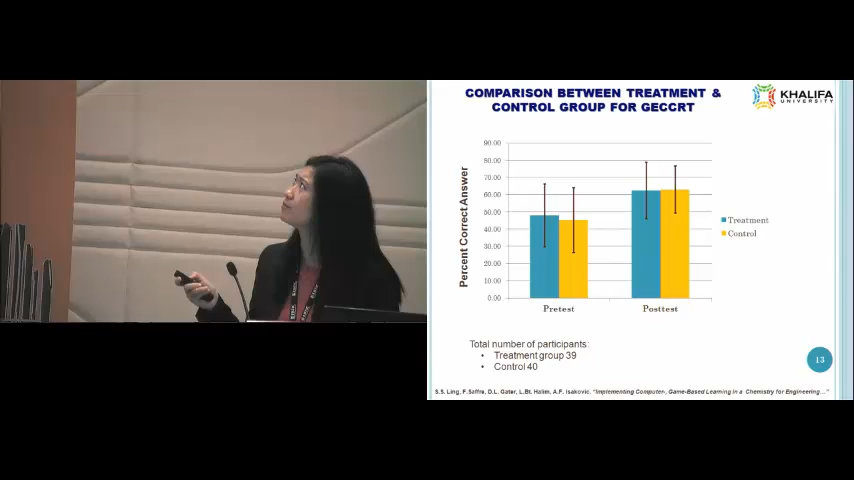 COMPARISON BETWEEN TREATMENT &
CONTROL GROUP FOR GECCRT
KHALIFA
UNIVERSITY
Percent Correct Answer
90.00
80.00
70.00
60.00
50.00
40.00
30.00
20.00
10.00
0.00
Pretest
Posttest
Treatment
Control
Total number of participants:
• Treatment group 39
• Control 40
13
S.S. Ling, F.Saffre, D.L. Gater, L.Bt. Halim, A.F. Isakovic. "Implementing Computer-, Game-Based Learning in a Chemistry for Engineering…"